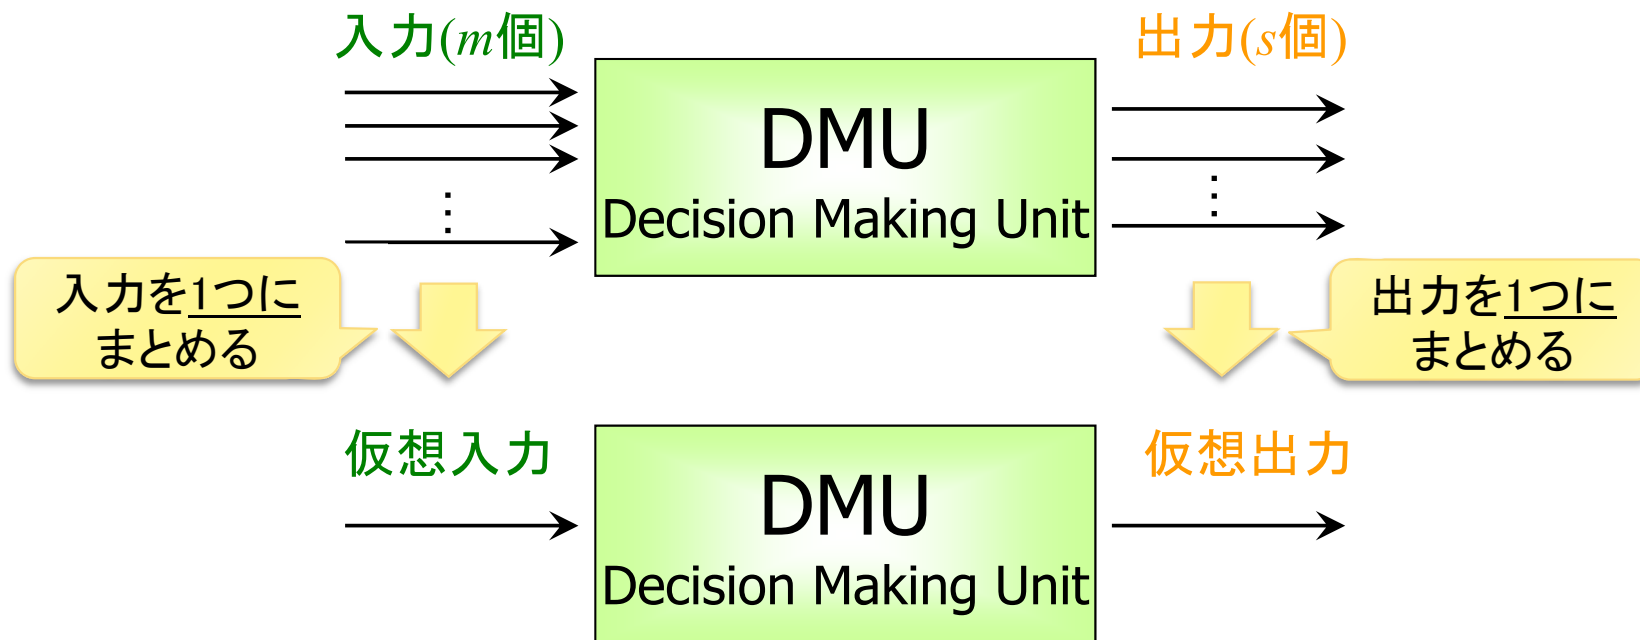 入力(m個)
出力(s個)
DMU
Decision Making Unit
⋮
⋮
入力を1つに
まとめる
出力を1つに
まとめる
仮想入力
仮想出力
DMU
Decision Making Unit